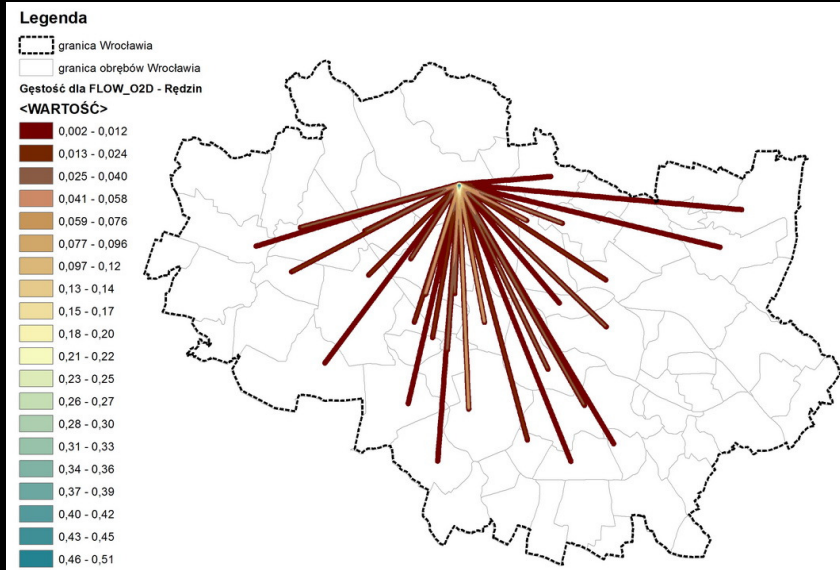 Legenda
granica Wrocławia
granica obrębów Wrocławia
Gęstość dla FLOW_O2D - Rędzin
<WARTOŚĆ>
0,002 - 0,012
0,013 - 0,024
0,025 - 0,040
0,041 - 0,058
0,059 - 0,076
0,077 - 0,096
0,097 - 0,12
0,13 - 0,14
0,15 - 0,17
0,18 - 0,20
0,21 - 0,22
0,23 - 0,25
0,26 - 0,27
0,28 - 0,30
0,31 - 0,33
0,34 - 0,36
0,37 - 0,39
0,40 - 0,42
0,43 - 0,45
0,46 - 0,51